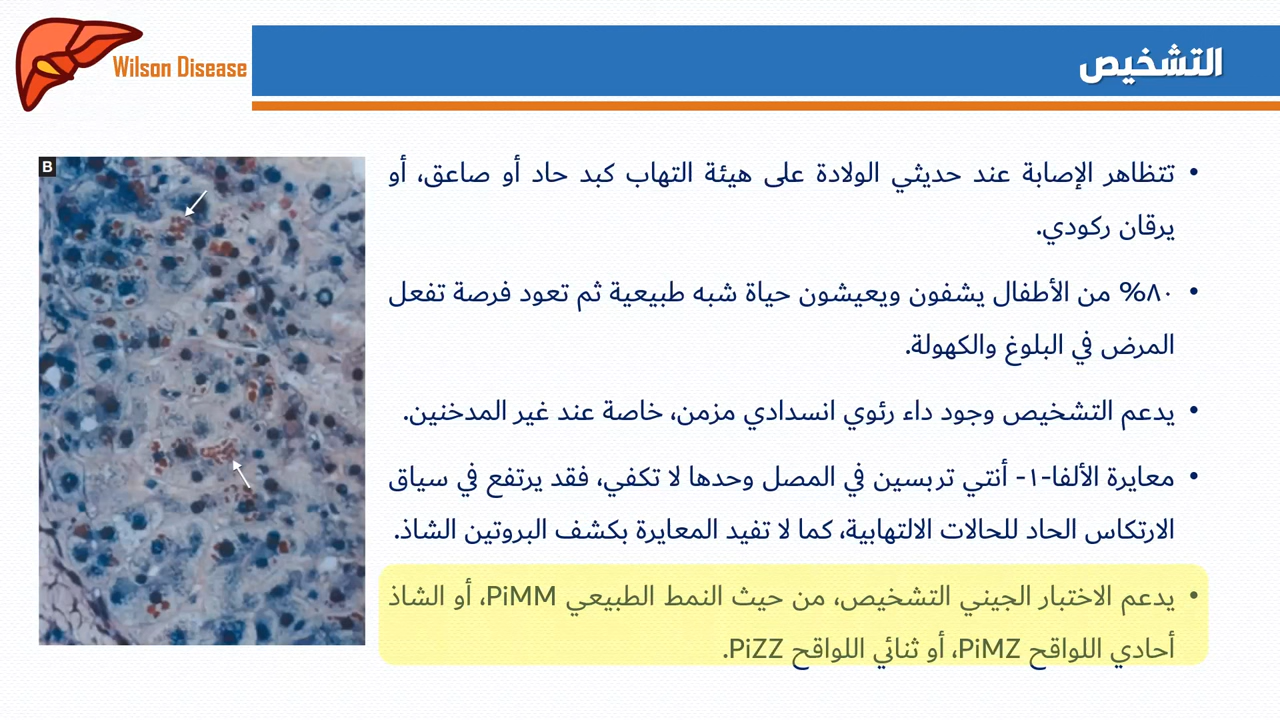 Wilson Disease
التشخيص
B
• تتظاهر الإصابة عند حديثي الولادة على هيئة التهاب كبد حاد أو صاعق، أو
يرقان ركودي.
• ٨٠% من الأطفال يشفون ويعيشون حياة شبه طبيعية ثم تعود فرصة تفعل
المرض في البلوغ والكهولة.
• يدعم التشخيص وجود داء رئوي انسدادي مزمن، خاصة عند غير المدخنين.
• معايرة الألفا-١- أنتي تربسين في المصل وحدها لا تكفي، فقد يرتفع في سياق
الارتكاس الحاد للحالات الالتهابية، كما لا تفيد المعايرة بكشف البروتين الشاذ.
• يدعم الاختبار الجيني التشخيص، من حيث النمط الطبيعي PiMM، أو الشاذ
أحادي اللواقح PiMZ، أو ثنائي اللواقح PiZZ.